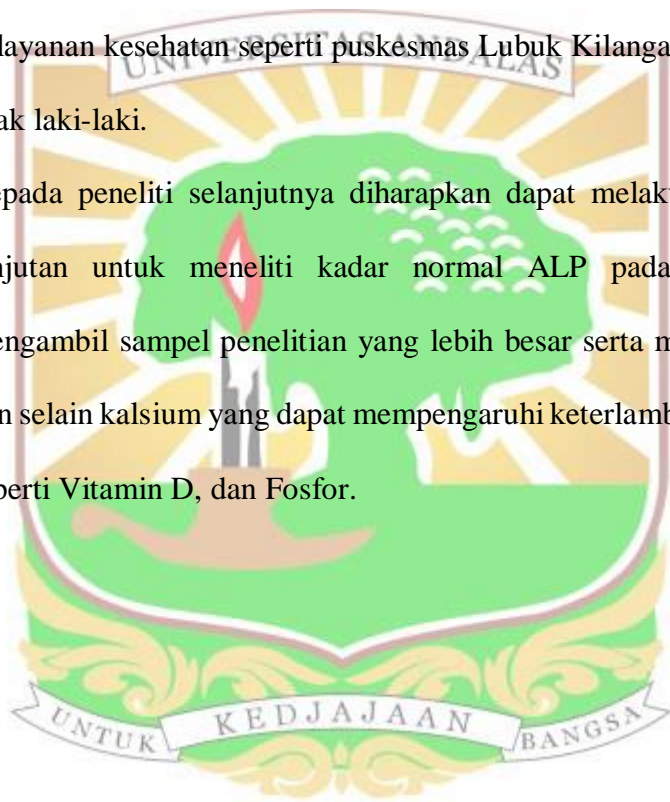 UNIVERSITAS ANDALAS
layanan kesehatan seperti puskesmas Lubuk Kilanga
ak laki-laki.
epada peneliti selanjutnya diharapkan dapat melak
njutan untuk meneliti kadar normal ALP pada
engambil sampel penelitian yang lebih besar serta m
n selain kalsium yang dapat mempengaruhi keterlamb
perti Vitamin D, dan Fosfor.
UNTUK KEDJAJAAN BANGSA